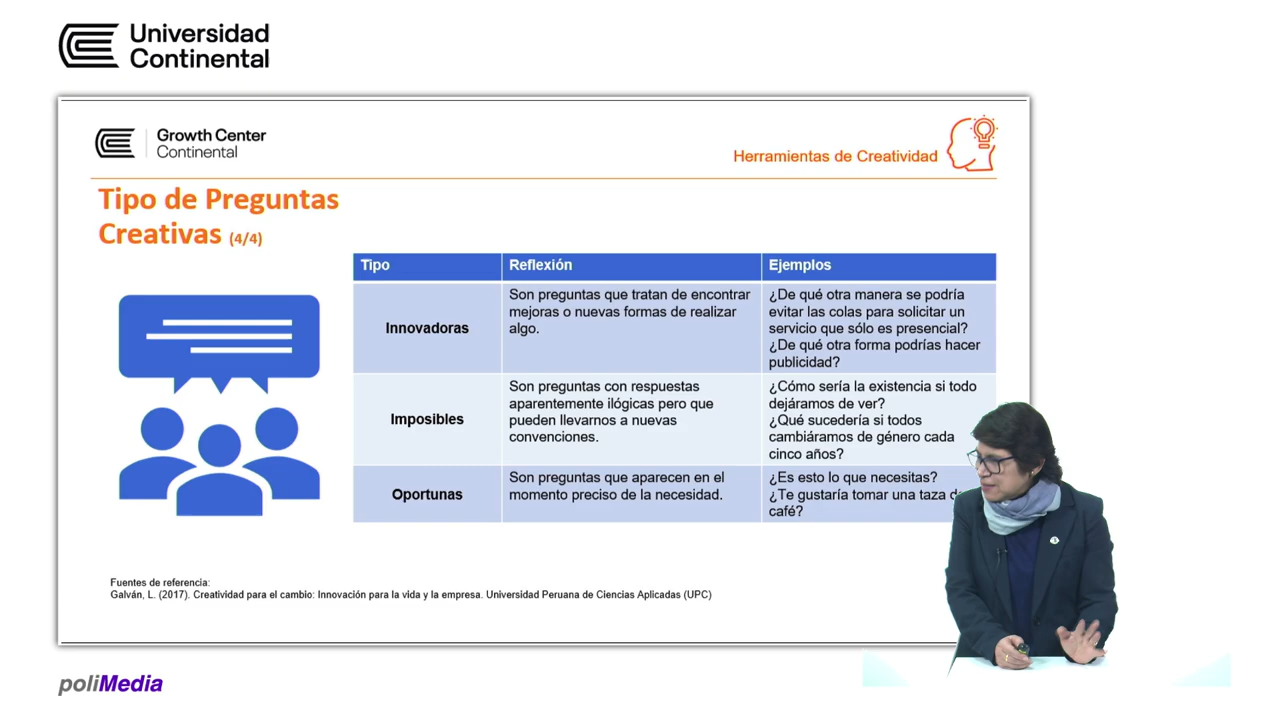 Universidad
Continental
Growth Center
Continental
Herramientas de Creatividad
Tipo de Preguntas
Creativas (4/4)
Tipo
Reflexión
Ejemplos
Innovadoras
Son preguntas que tratan de encontrar
mejoras o nuevas formas de realizar
algo.
¿De qué otra manera se podría
evitar las colas para solicitar un
servicio que sólo es presencial?
¿De qué otra forma podrías hacer
publicidad?
Imposibles
Son preguntas con respuestas
aparentemente ilógicas pero que
pueden llevarnos a nuevas
convenciones.
¿Cómo sería la existencia si todo
dejáramos de ver?
¿Qué sucedería si todos
cambiáramos de género cada
cinco años?
Oportunas
Son preguntas que aparecen en el
momento preciso de la necesidad.
¿Es esto lo que necesitas?
¿Te gustaría tomar una taza
café?
Fuentes de referencia:
Galván, L. (2017). Creatividad para el cambio: Innovación para la vida y la empresa. Universidad Peruana de Ciencias Aplicadas (UPC)
poliMedia